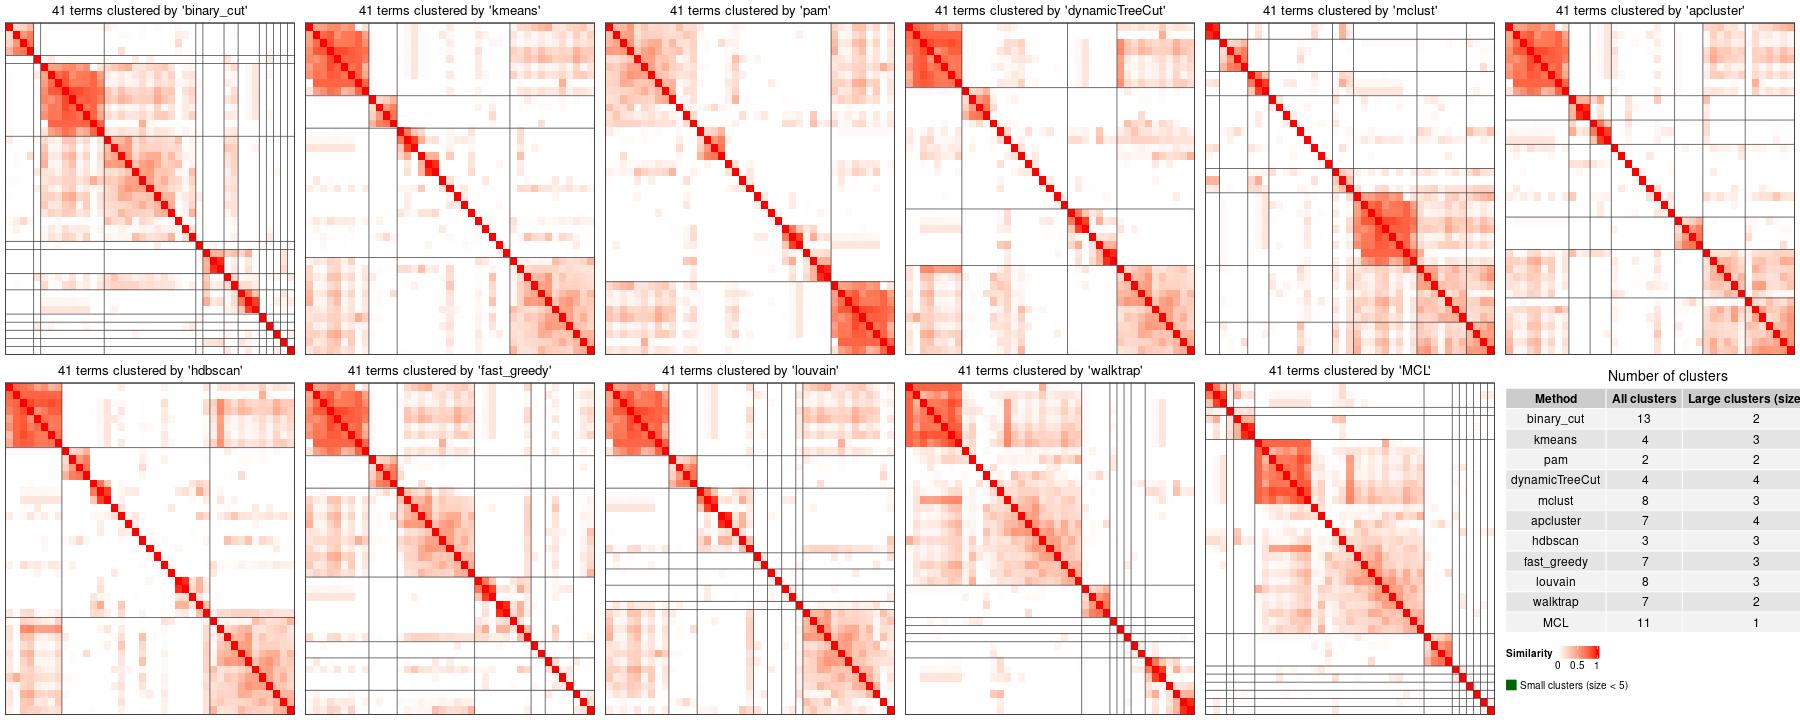 41 terms clustered by 'binary_cut'
41 terms clustered by 'kmeans'
41 terms clustered by 'pam'
41 terms clustered by 'dynamicTreeCut'
41 terms clustered by 'mclust'
41 terms clustered by 'apcluster'
41 terms clustered by 'hdbscan'
41 terms clustered by 'fast_greedy'
41 terms clustered by 'louvain'
41 terms clustered by 'walktrap'
41 terms clustered by 'MCL'
Number of clusters
Method All clusters Large clusters (size
binary_cut 13 2
kmeans 4 3
pam 2 2
dynamicTreeCut 4 4
mclust 8 3
apcluster 7 4
hdbscan 3 3
fast_greedy 7 3
louvain 8 3
walktrap 7 2
MCL 11 1
Similarity
0 0.5 1
Small clusters (size < 5)